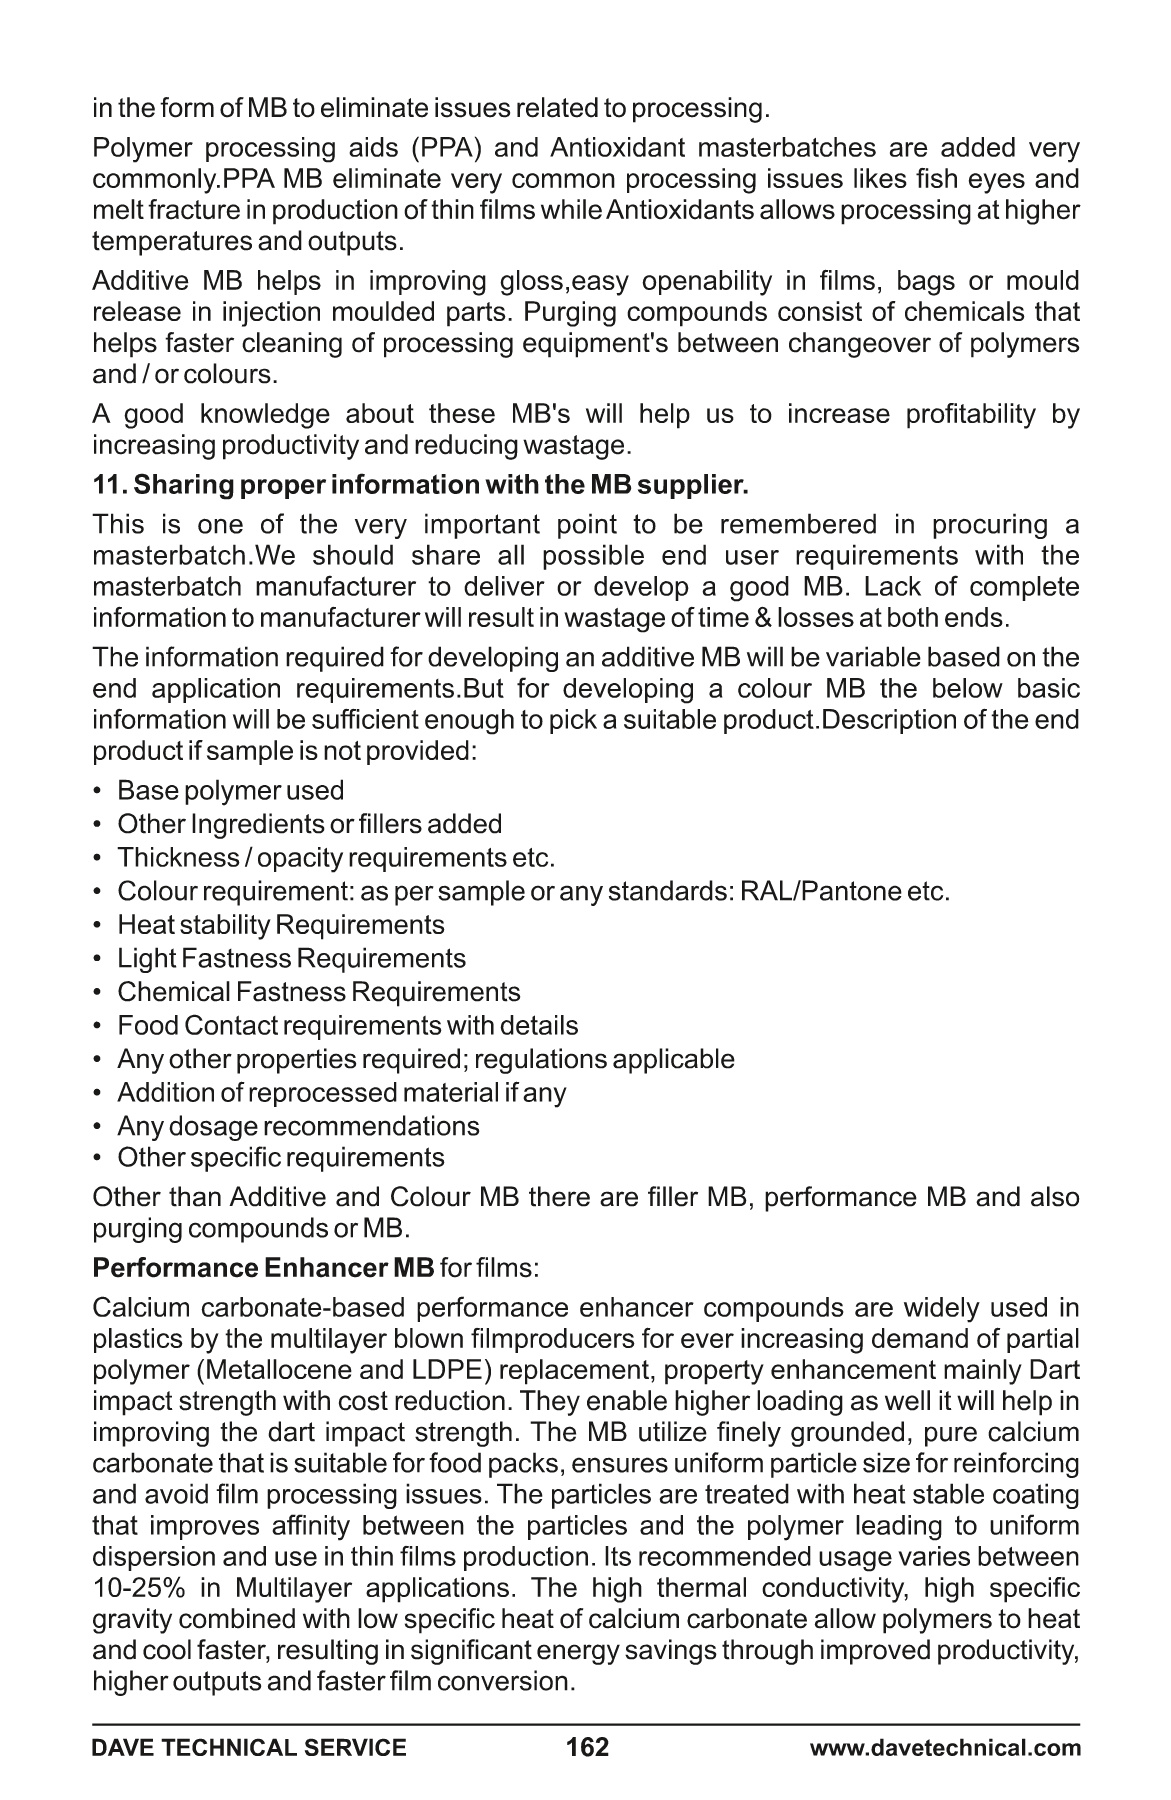 in the form of MB to eliminate issues related to processing.
Polymer processing aids (PPA) and Antioxidant masterbatches are added very
commonly.PPA MB eliminate very common processing issues likes fish eyes and
melt fracture in production of thin films while Antioxidants allows processing at higher
temperatures and outputs.
Additive MB helps in improving gloss,easy openability in films, bags or mould
release in injection moulded parts. Purging compounds consist of chemicals that
helps faster cleaning of processing equipment's between changeover of polymers
and / or colours.
A good knowledge about these MB's will help us to increase profitability by
increasing productivity and reducing wastage.
11. Sharing proper information with the MB supplier.
This is one of the very important point to be remembered in procuring a
masterbatch.We should share all possible end user requirements with the
masterbatch manufacturer to deliver or develop a good MB. Lack of complete
information to manufacturer will result in wastage of time & losses at both ends.
The information required for developing an additive MB will be variable based on the
end application requirements.But for developing a colour MB the below basic
information will be sufficient enough to pick a suitable product.Description of the end
product if sample is not provided:
• Base polymer used
• Other Ingredients or fillers added
• Thickness / opacity requirements etc.
• Colour requirement: as per sample or any standards: RAL/Pantone etc.
• Heat stability Requirements
• Light Fastness Requirements
• Chemical Fastness Requirements
• Food Contact requirements with details
• Any other properties required; regulations applicable
• Addition of reprocessed material if any
• Any dosage recommendations
• Other specific requirements
Other than Additive and Colour MB there are filler MB, performance MB and also
purging compounds or MB.
Performance Enhancer MB for films:
Calcium carbonate-based performance enhancer compounds are widely used in
plastics by the multilayer blown filmproducers for ever increasing demand of partial
polymer (Metallocene and LDPE) replacement, property enhancement mainly Dart
impact strength with cost reduction. They enable higher loading as well it will help in
improving the dart impact strength. The MB utilize finely grounded, pure calcium
carbonate that is suitable for food packs, ensures uniform particle size for reinforcing
and avoid film processing issues. The particles are treated with heat stable coating
that improves affinity between the particles and the polymer leading to uniform
dispersion and use in thin films production. Its recommended usage varies between
10-25% in Multilayer applications. The high thermal conductivity, high specific
gravity combined with low specific heat of calcium carbonate allow polymers to heat
and cool faster, resulting in significant energy savings through improved productivity,
higher outputs and faster film conversion.
DAVE TECHNICAL SERVICE 162 www.davetechnical.com